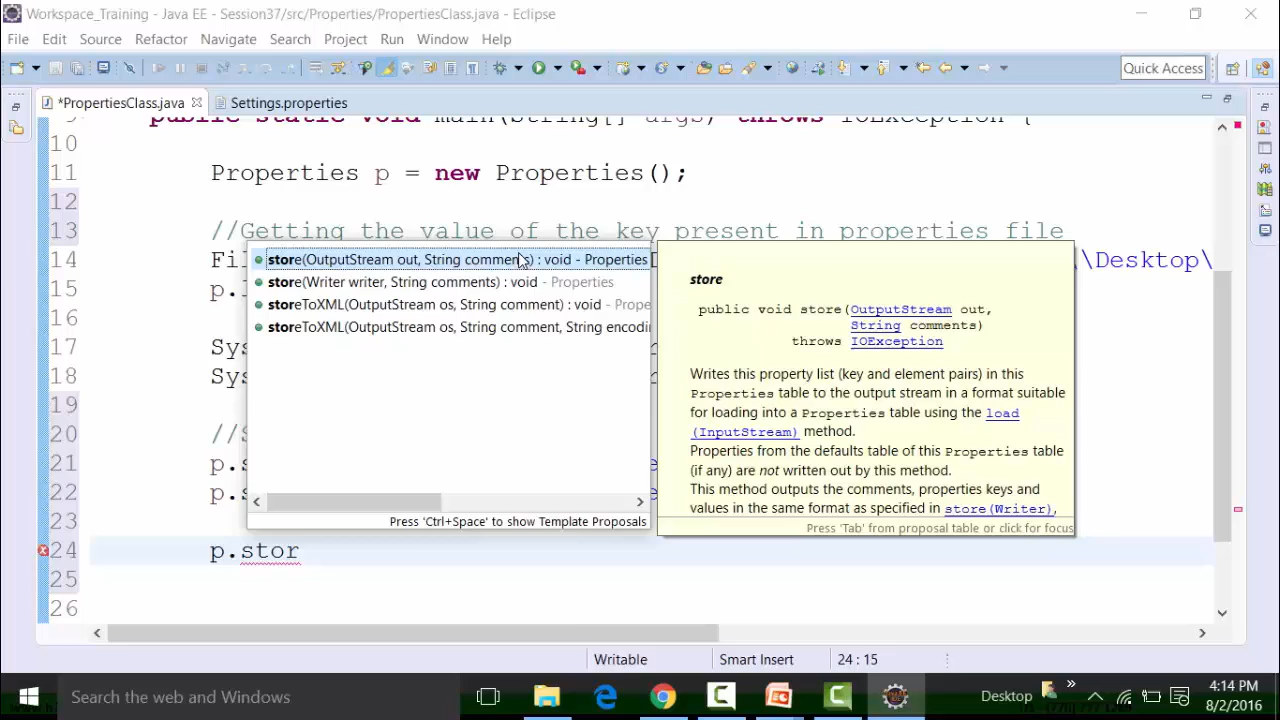 Workspace_Training - Java EE - Session37/src/Properties/PropertiesClass.java - Eclipse
File Edit Source Refactor Navigate Search Project Run Window Help
Quick Access
*PropertiesClass.java Settings.properties
public static void main(String[] args) throws IOException {
10
11 Properties p = new Properties();
12
13 //Getting the value of the key present in properties file
14 Fi \Desktop\
15 p.
16
17 Sys
18 Sys
19
20 //S
21 p.s
22 p.s
23
24 p.stor
25
26
store(OutputStream out, String comments) : void - Properties
store(Writer writer, String comments) : void - Properties
storeToXML(OutputStream os, String comment) : void - Prope
storeToXML(OutputStream os, String comment, String encodin
Press 'Ctrl+Space' to show Template Proposals
store
public void store(OutputStream out,
String comments)
throws IOException
Writes this property list (key and element pairs) in this
Properties table to the output stream in a format suitable
for loading into a Properties table using the load
(InputStream) method.
Properties from the defaults table of this Properties table
(if any) are not written out by this method.
This method outputs the comments, properties keys and
values in the same format as specified in store(Writer),
Press 'Tab' from proposal table or click for focus
Writable Smart Insert 24 : 15
Search the web and Windows
Desktop
4:14 PM
8/2/2016